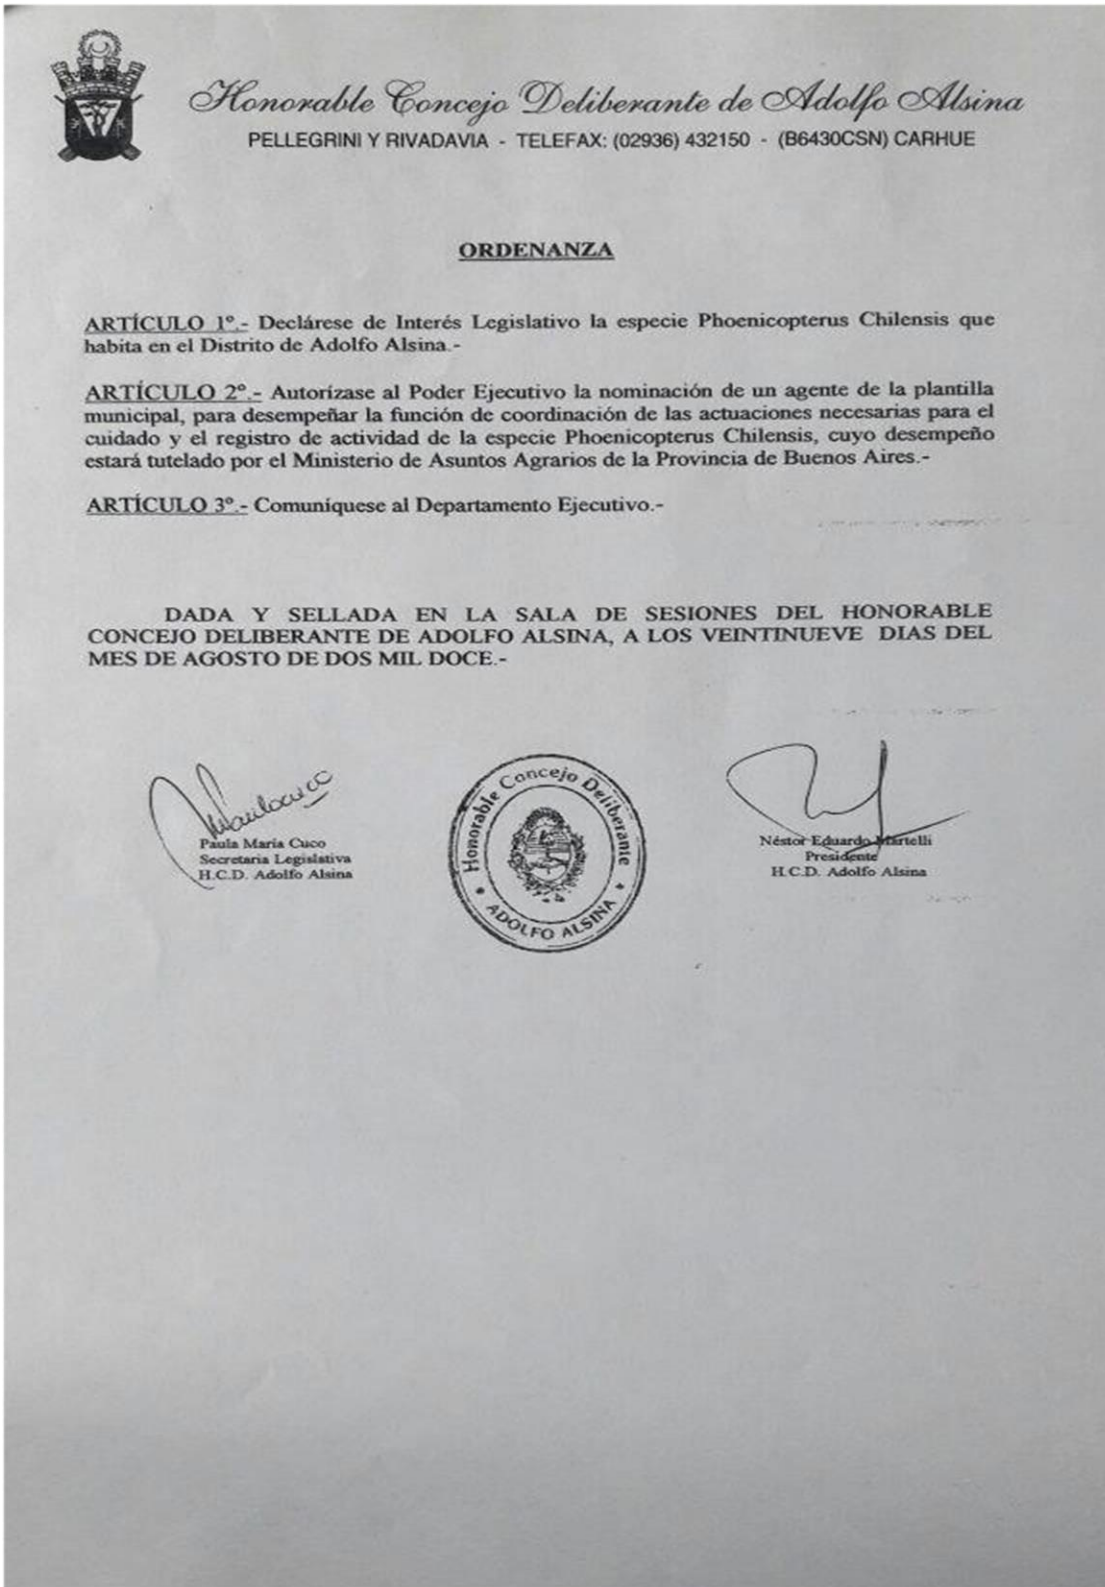 Honorable Concejo Deliberante de Adolfo Alsina
PELLEGRINI Y RIVADAVIA - TELEFAX: (02936) 432150 - (B6430CSN) CARHUE
ORDENANZA
ARTÍCULO 1º.- Declárese de Interés Legislativo la especie Phoenicopterus Chilensis que
habita en el Distrito de Adolfo Alsina.-
ARTÍCULO 2º.- Autorízase al Poder Ejecutivo la nominación de un agente de la plantilla
municipal, para desempeñar la función de coordinación de las actuaciones necesarias para el
cuidado y el registro de actividad de la especie Phoenicopterus Chilensis, cuyo desempeño
estará tutelado por el Ministerio de Asuntos Agrarios de la Provincia de Buenos Aires.-
ARTÍCULO 3º.- Comuníquese al Departamento Ejecutivo.-
DADA Y SELLADA EN LA SALA DE SESIONES DEL HONORABLE
CONCEJO DELIBERANTE DE ADOLFO ALSINA, A LOS VEINTINUEVE DIAS DEL
MES DE AGOSTO DE DOS MIL DOCE.-
Paula María Cuco
Secretaria Legislativa
H.C.D. Adolfo Alsina
Honorable Concejo Deliberante
ADOLFO ALSINA
Néstor Eduardo Martelli
Presidente
H.C.D. Adolfo Alsina